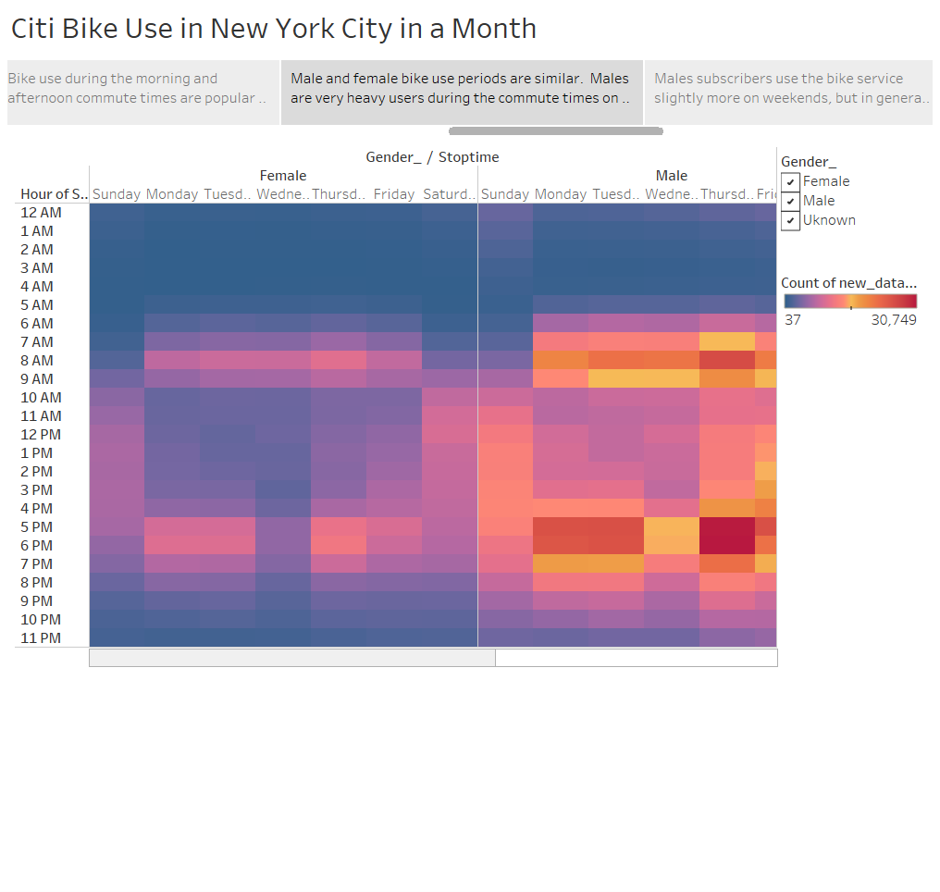 Citi Bike Use in New York City in a Month
Bike use during the morning and
afternoon commute times are popular ..
Male and female bike use periods are similar.  Males
are very heavy users during the commute times on ..
Males subscribers use the bike service
slightly more on weekends, but in genera..
Gender_ / Stoptime
Female Male
Hour of S.. Sunday Monday Tuesd.. Wedne.. Thursd.. Friday Saturd.. Sunday Monday Tuesd.. Wedne.. Thursd.. Fric
12 AM
1 AM
2 AM
3 AM
4 AM
5 AM
6 AM
7 AM
8 AM
9 AM
10 AM
11 AM
12 PM
1 PM
2 PM
3 PM
4 PM
5 PM
6 PM
7 PM
8 PM
9 PM
10 PM
11 PM
Gender_
Female
Male
Uknown
Count of new_data...
37 30,749